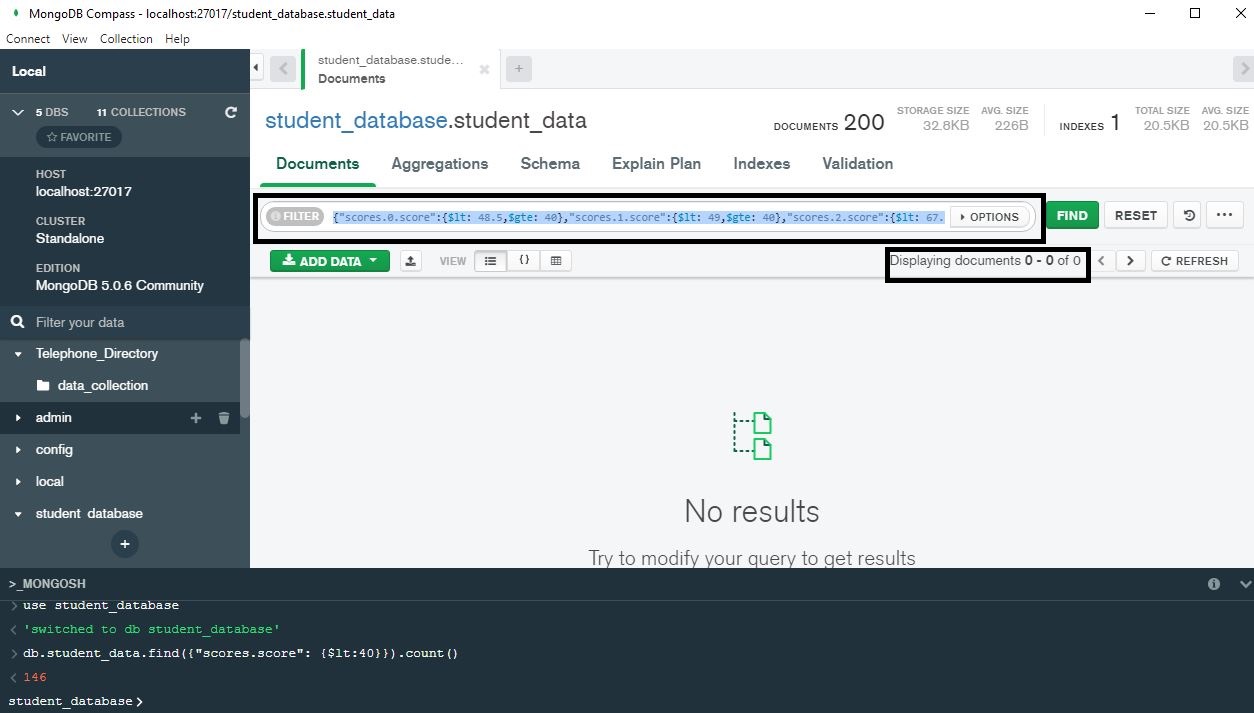 MongoDB Compass - localhost:27017/student_database.student_data
Connect View Collection Help
Local
5 DBS 11 COLLECTIONS
FAVORITE
HOST
localhost:27017
CLUSTER
Standalone
EDITION
MongoDB 5.0.6 Community
Filter your data
Telephone_Directory
data_collection
admin
config
local
student_database
student_database.stude...
Documents
student_database.student_data
DOCUMENTS 200
STORAGE SIZE
32.8KB
AVG. SIZE
226B
INDEXES 1
TOTAL SIZE
20.5KB
AVG. SIZE
20.5KB
Documents Aggregations Schema Explain Plan Indexes Validation
FILTER {"scores.0.score":{$lt: 48.5,$gte: 40},"scores.1.score":{$lt: 49,$gte: 40},"scores.2.score":{$lt: 67. OPTIONS FIND RESET
ADD DATA VIEW {} Displaying documents 0 - 0 of 0 REFRESH
No results
Try to modify your query to get results
>_MONGOSH
> use student_database
< 'switched to db student_database'
> db.student_data.find({"scores.score": {$lt:40}}).count()
< 146
student_database>